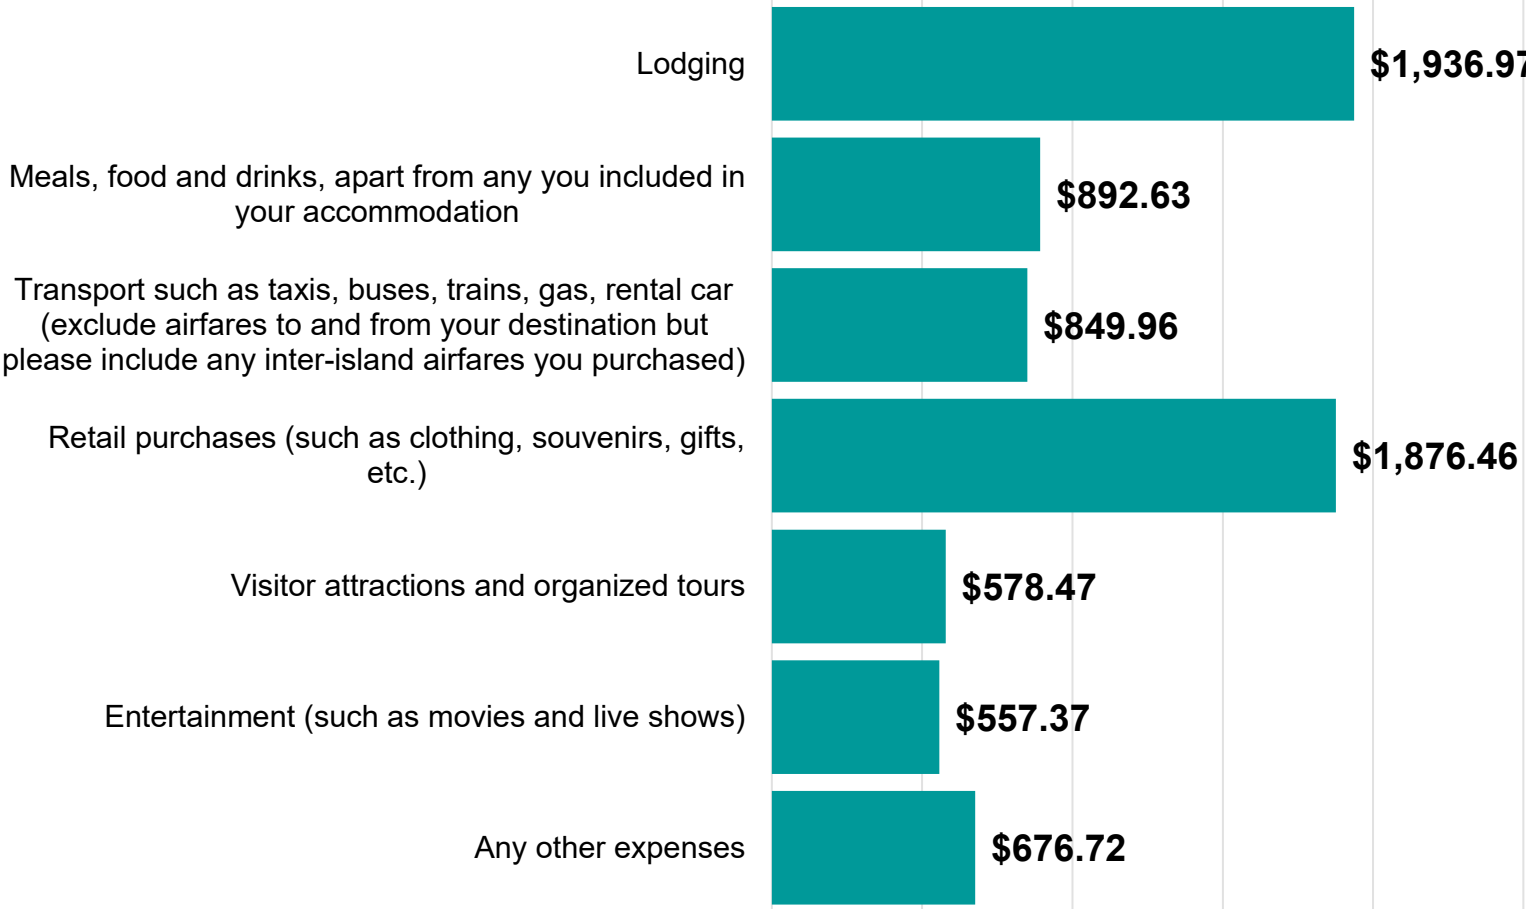 Lodging
$1,936.97
Meals, food and drinks, apart from any you included in
your accommodation
$892.63
Transport such as taxis, buses, trains, gas, rental car
(exclude airfares to and from your destination but
please include any inter-island airfares you purchased)
$849.96
Retail purchases (such as clothing, souvenirs, gifts,
etc.)
$1,876.46
Visitor attractions and organized tours
$578.47
Entertainment (such as movies and live shows)
$557.37
Any other expenses
$676.72